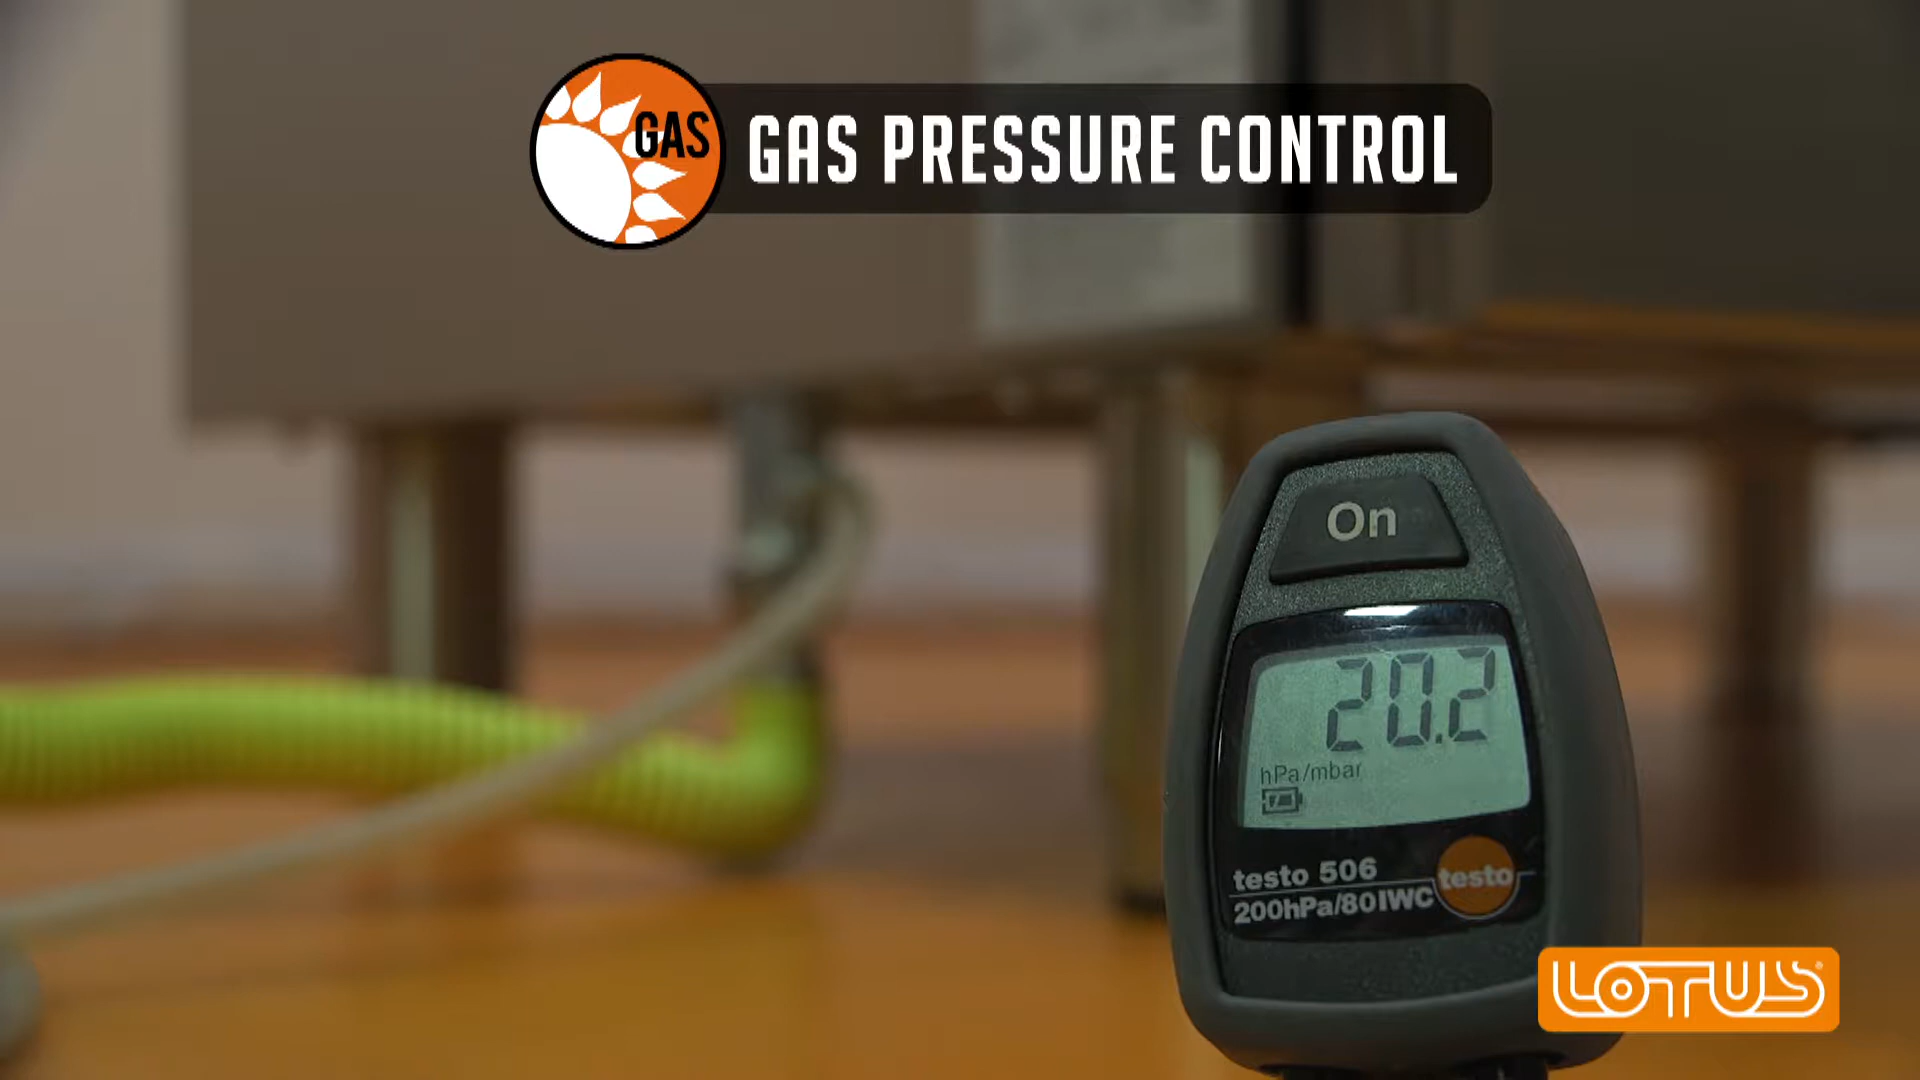 GAS
GAS PRESSURE CONTROL
On
20.2
hPa/mbar
testo 506
testo
200hPa/80IWC
LOTUS